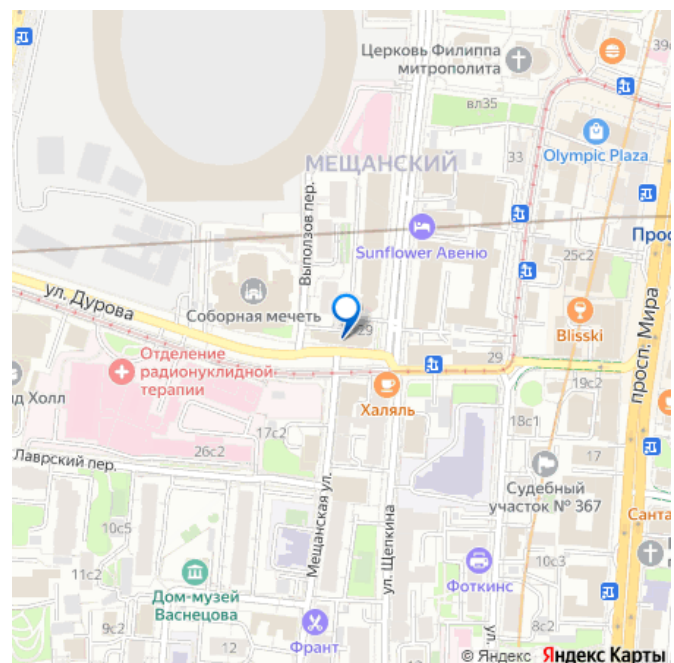 Церковь Филиппа
митрополита
39
вл35
33
Olympic Plaza
МЕЩАНСКИЙ
Выползов пер.
Sunflower Авеню
25с2
Прос
ул. Дурова
Соборная мечеть
29
Blisski
просп. Мира
Отделение
радионуклидной
терапии
29
19с2
д Холл
Халяль
17с2
18с1
26с2
17
Лаврский пер.
Судебный
участок № 367
Мещанская ул.
ул. Щепкина
Санта
10с5
11с2
Дом-музей
Васнецова
Фоткинс
10с3
9с2
12
Франт
ул.
8с2
© Яндекс Яндекс Карты